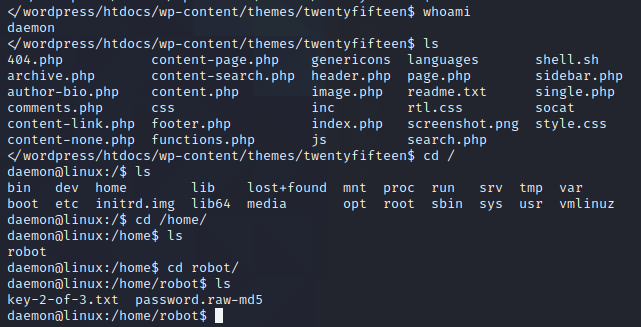 </wordpress/htdocs/wp-content/themes/twentyfifteen$ whoami
daemon
</wordpress/htdocs/wp-content/themes/twentyfifteen$ ls
404.php            content-page.php    genericons  languages       shell.sh
archive.php        content-search.php  header.php  page.php        sidebar.php
author-bio.php     content.php         image.php   readme.txt      single.php
comments.php       css                 inc         rtl.css         socat
content-link.php   footer.php          index.php   screenshot.png  style.css
content-none.php   functions.php       js          search.php
</wordpress/htdocs/wp-content/themes/twentyfifteen$ cd /
daemon@linux:/$ ls
bin   dev  home        lib    lost+found  mnt  proc  run   srv  tmp  var
boot  etc  initrd.img  lib64  media       opt  root  sbin  sys  usr  vmlinuz
daemon@linux:/$ cd /home/
daemon@linux:/home$ ls
robot
daemon@linux:/home$ cd robot/
daemon@linux:/home/robot$ ls
key-2-of-3.txt  password.raw-md5
daemon@linux:/home/robot$